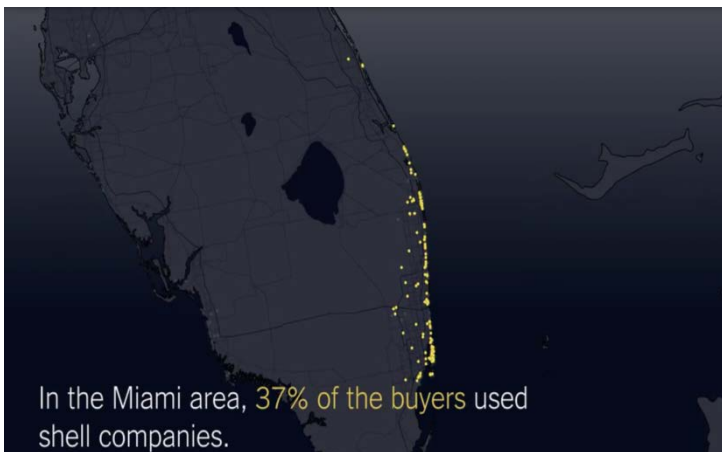 In the Miami area, 37% of the buyers used
shell companies.